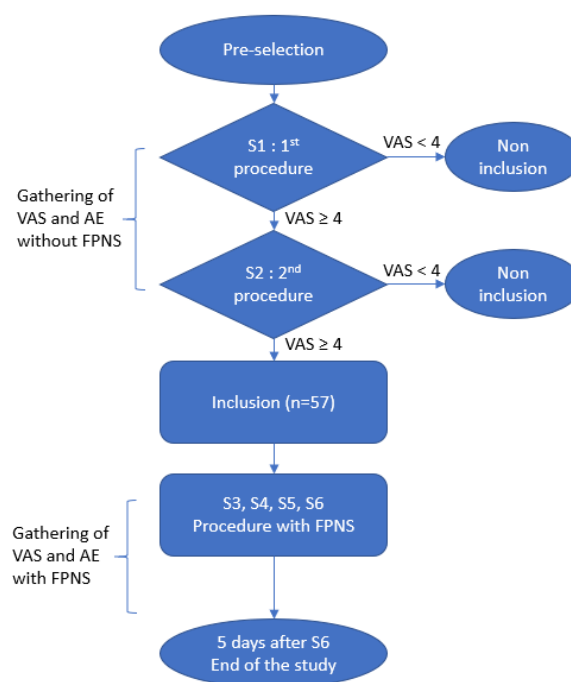 Pre-selection
S1 : 1st
procedure
VAS < 4
Non
inclusion
Gathering of
VAS and AE
without FPNS
VAS ≥ 4
S2 : 2nd
procedure
VAS < 4
Non
inclusion
VAS ≥ 4
Inclusion (n=57)
S3, S4, S5, S6
Procedure with FPNS
Gathering of
VAS and AE
with FPNS
5 days after S6
End of the study